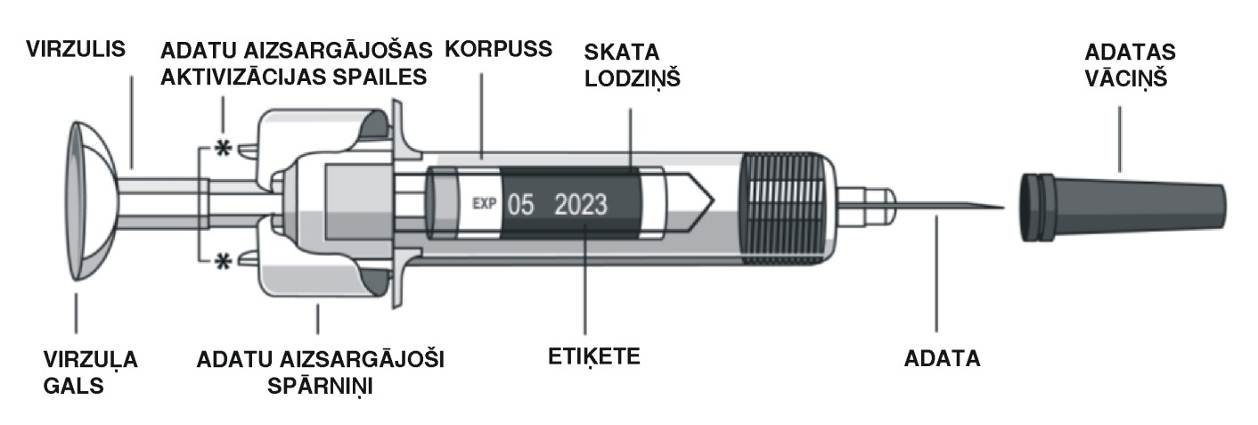 VIRZULIS
ADATU AIZSARGĀJOŠAS
AKTIVIZĀCIJAS SPAILES
KORPUSS
SKATA
LODZIŅŠ
ADATAS
VĀCIŅŠ
*
EXP 05 2023
*
VIRZUĻA
GALS
ADATU AIZSARGĀJOŠI
SPĀRNIŅI
ETIĶETE
ADATA